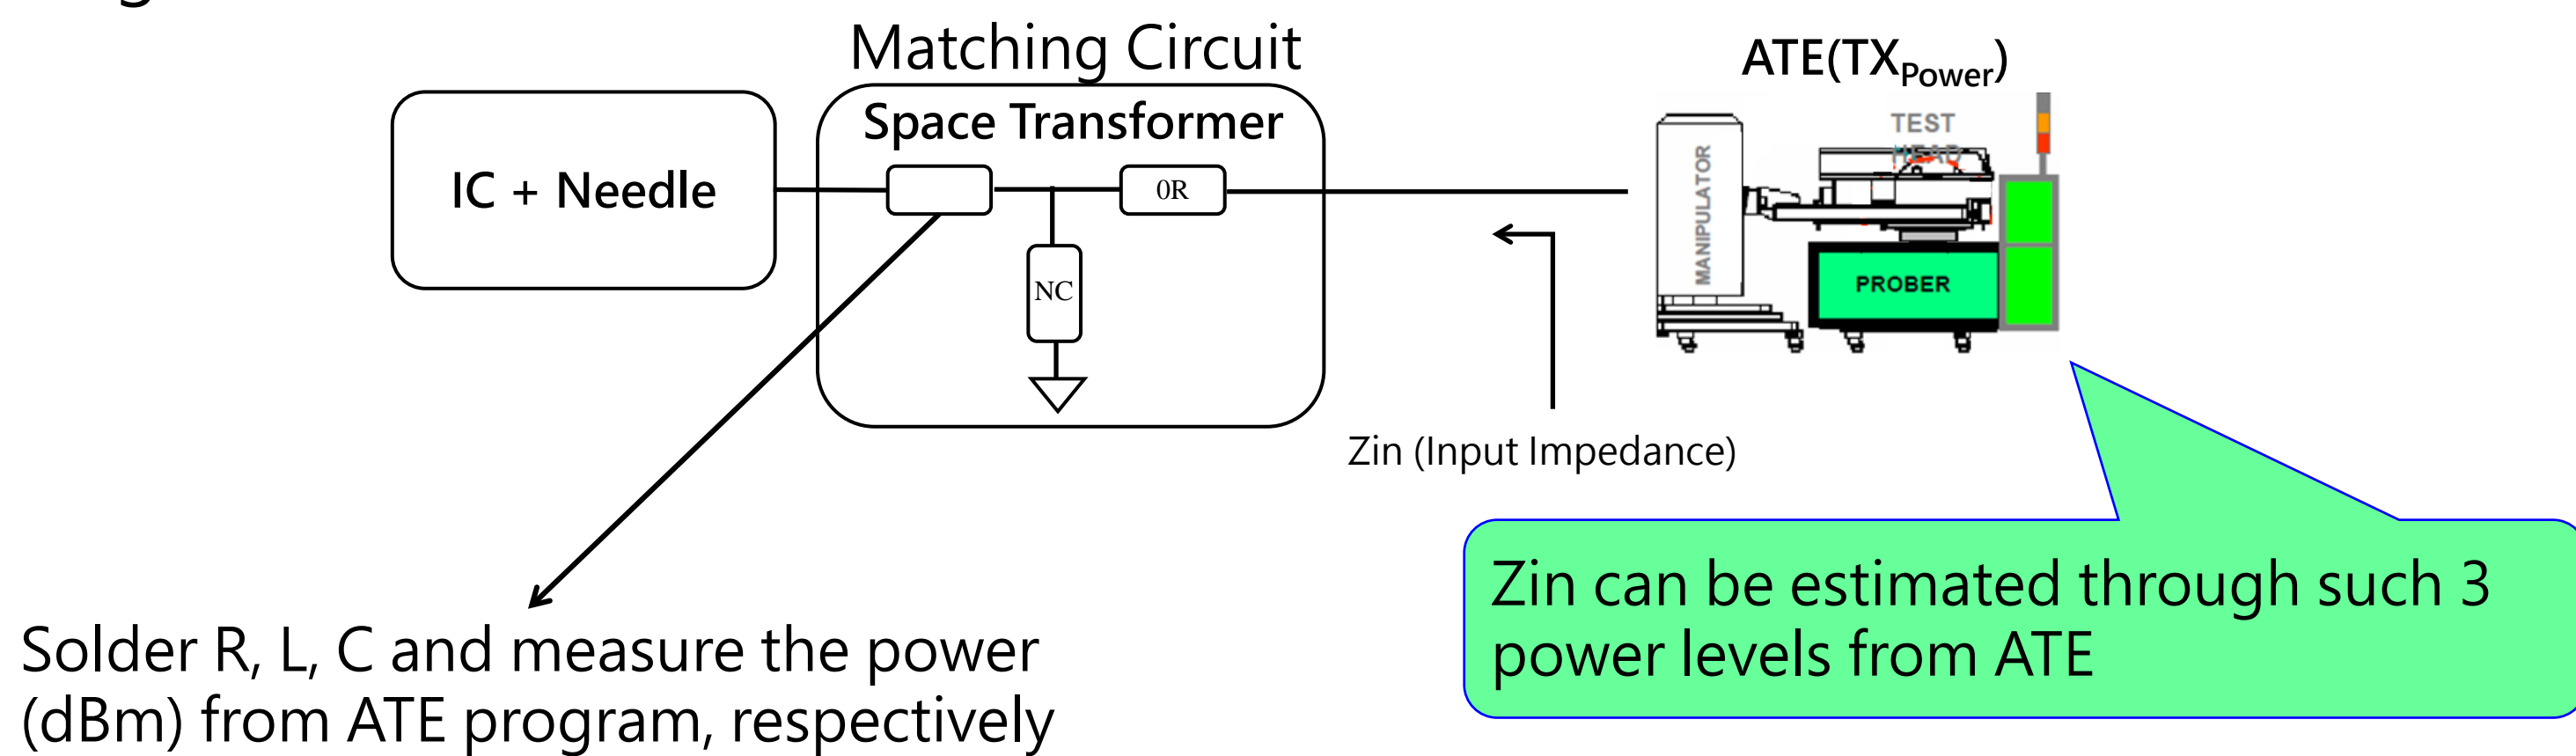 Matching Circuit
ATE(TXPower)
Space Transformer
TEST
HEAD
IC + Needle
0R
MANIPULATOR
NC
PROBER
Zin (Input Impedance)
Zin can be estimated through such 3
power levels from ATE
Solder R, L, C and measure the power
(dBm) from ATE program, respectively